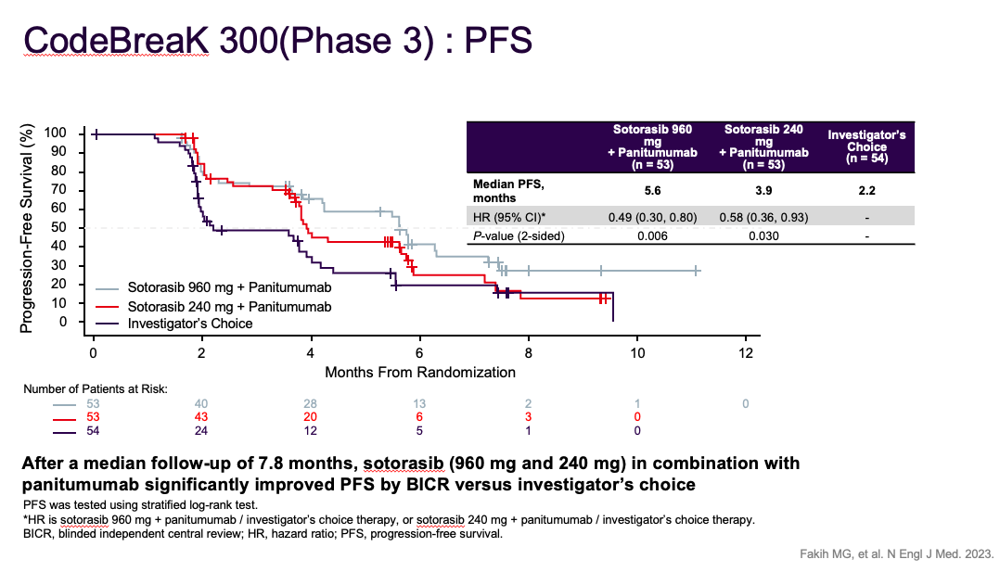 CodeBreaK 300(Phase 3) : PFS
Progression-Free Survival (%)
100
90
80
70
60
50
40
30
20
10
0
Sotorasib 960 mg + Panitumumab
Sotorasib 240 mg + Panitumumab
Investigator's Choice
0 2 4 6 8 10 12
Months From Randomization
Sotorasib 960
mg
+ Panitumumab
(n = 53)
Sotorasib 240
mg
+ Panitumumab
(n = 53)
Investigator's
Choice
(n = 54)
Median PFS,
months
5.6 3.9 2.2
HR (95% CI)* 0.49 (0.30, 0.80) 0.58 (0.36, 0.93) -
P-value (2-sided) 0.006 0.030 -
Number of Patients at Risk:
53 40 28 13 2 1 0
53 43 20 6 3 0
54 24 12 5 1 0
After a median follow-up of 7.8 months, sotorasib (960 mg and 240 mg) in combination with
panitumumab significantly improved PFS by BICR versus investigator's choice
PFS was tested using stratified log-rank test.
*HR is sotorasib 960 mg + panitumumab / investigator's choice therapy, or sotorasib 240 mg + panitumumab / investigator's choice therapy.
BICR, blinded independent central review; HR, hazard ratio; PFS, progression-free survival.
Fakih MG, et al. N Engl J Med. 2023.